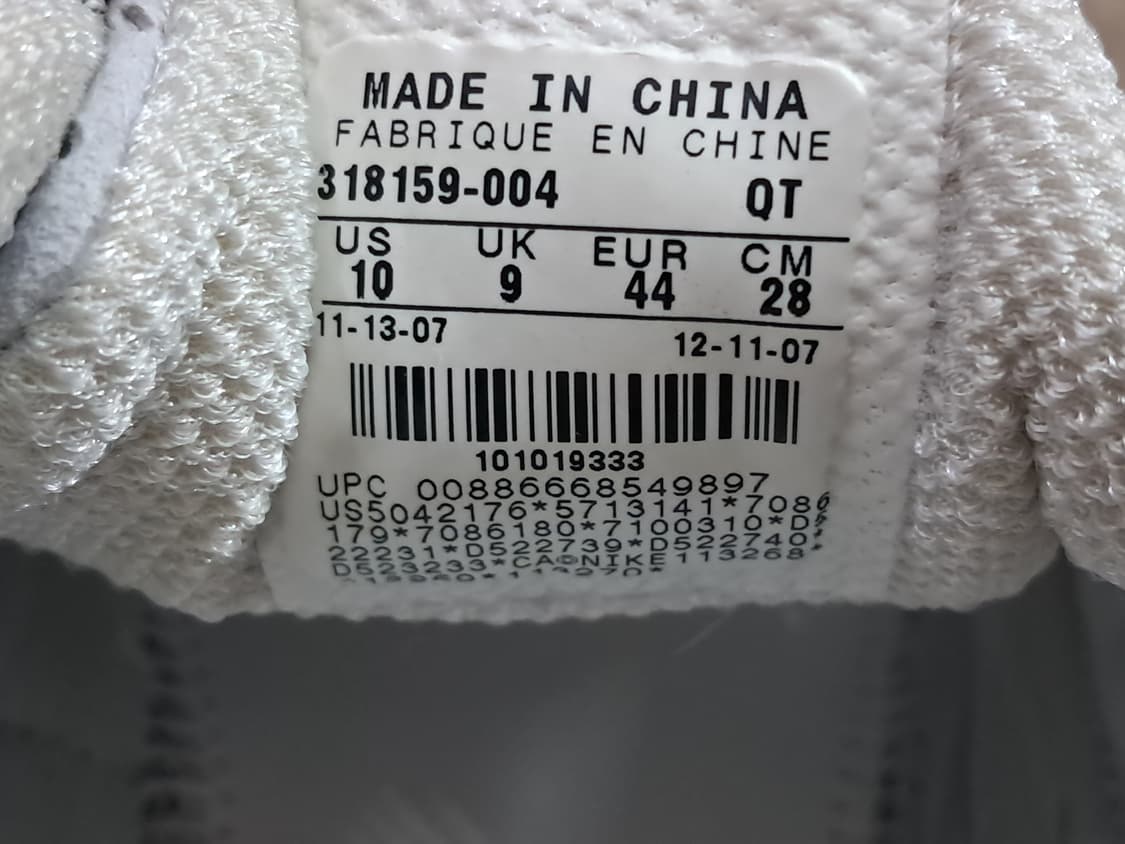 MADE IN CHINA
FABRIQUE EN CHINE
318159-004 QT
US UK EUR CM
10 9 44 28
11-13-07 12-11-07
101019333
UPC 00886668549897
US5042176*5713141*7086
179*7086180*7100310*D*
22231*D522739*D522740*
D523233*CA@NIKE113268*